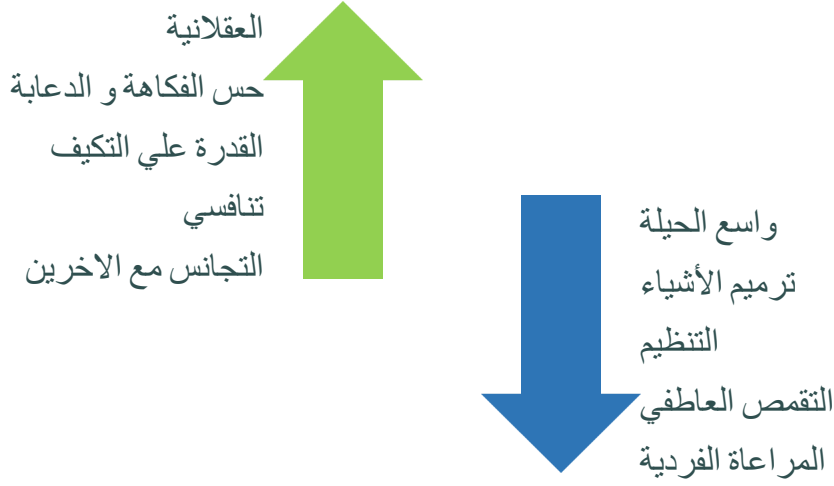 العقلانية
حس الفكاهة و الدعابة
القدرة علي التكيف
تنافسي
التجانس مع الاخرين
واسع الحيلة
ترميم الأشياء
التنظيم
التقمص العاطفي
المراعاة الفردية